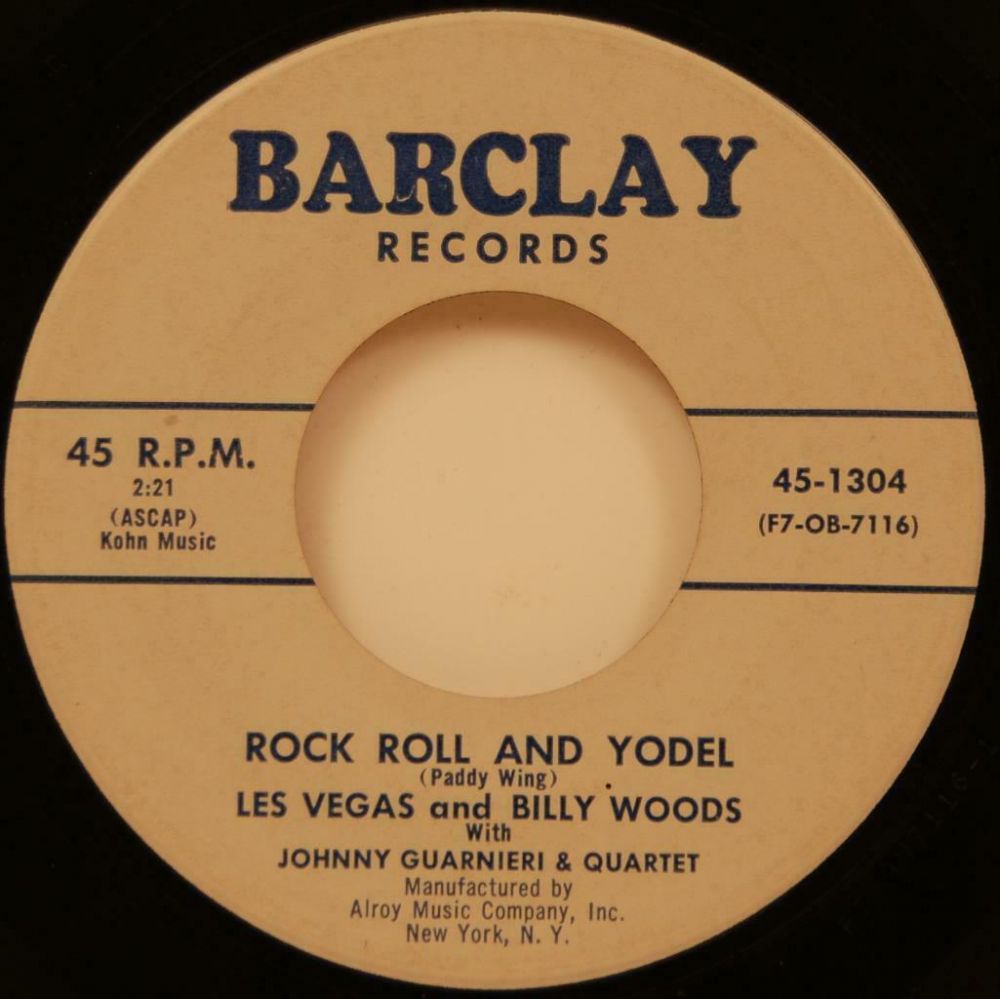 BARCLAY
RECORDS
45 R.P.M.
2:21
(ASCAP)
Kohn Music
45-1304
(F7-OB-7116)
ROCK ROLL AND YODEL
(Paddy Wing)
LES VEGAS and BILLY WOODS
With
JOHNNY GUARNIERI & QUARTET
Manufactured by
Alroy Music Company, Inc.
New York, N. Y.